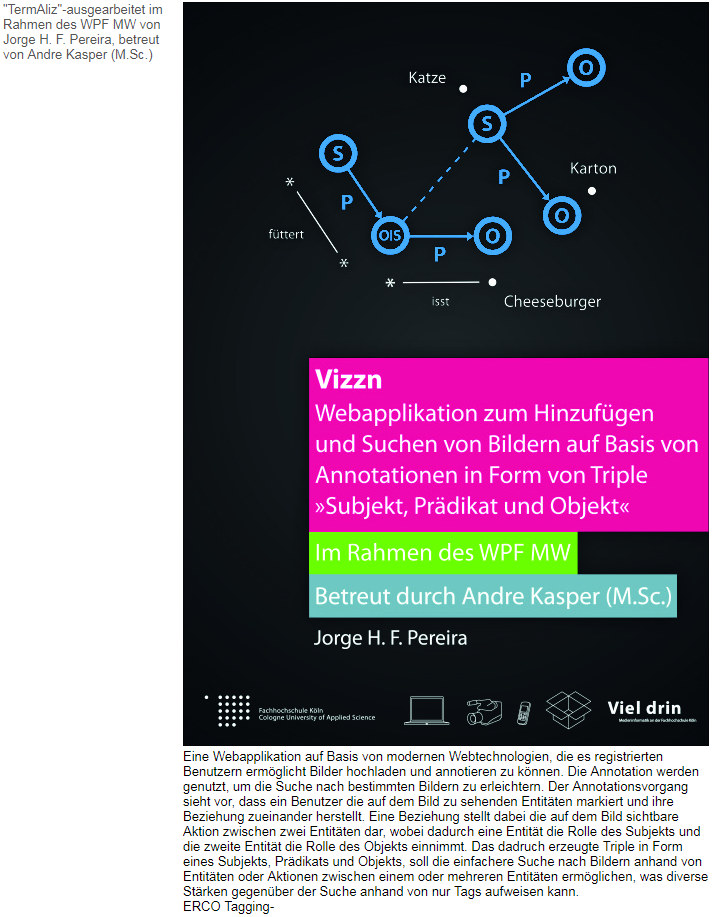 "TermAliz"-ausgearbeitet im
Rahmen des WPF MW von
Jorge H. F. Pereira, betreut
von Andre Kasper (M.Sc.)
Katze
P
O
S
S
P
Karton
P
O
füttert
OIS
O
P
*
*
*
isst
Cheeseburger
Vizzn
Webapplikation zum Hinzufügen
und Suchen von Bildern auf Basis von
Annotationen in Form von Triple
»Subjekt, Prädikat und Objekt«
Im Rahmen des WPF MW
Betreut durch Andre Kasper (M.Sc.)
Jorge H. F. Pereira
Fachhochschule Köln
Cologne University of Applied Science
Viel drin
Medieninformatik an der Fachhochschule Köln
Eine Webapplikation auf Basis von modernen Webtechnologien, die es registrierten
Benutzern ermöglicht Bilder hochladen und annotieren zu können. Die Annotation werden
genutzt, um die Suche nach bestimmten Bildern zu erleichtern. Der Annotationsvorgang
sieht vor, dass ein Benutzer die auf dem Bild zu sehenden Entitäten markiert und ihre
Beziehung zueinander herstellt. Eine Beziehung stellt dabei die auf dem Bild sichtbare
Aktion zwischen zwei Entitäten dar, wobei dadurch eine Entität die Rolle des Subjekts und
die zweite Entität die Rolle des Objekts einnimmt. Das dadruch erzeugte Triple in Form
eines Subjekts, Prädikats und Objekts, soll die einfachere Suche nach Bildern anhand von
Entitäten oder Aktionen zwischen einem oder mehreren Entitäten ermöglichen, was diverse
Stärken gegenüber der Suche anhand von nur Tags aufweisen kann.
ERCO Tagging-